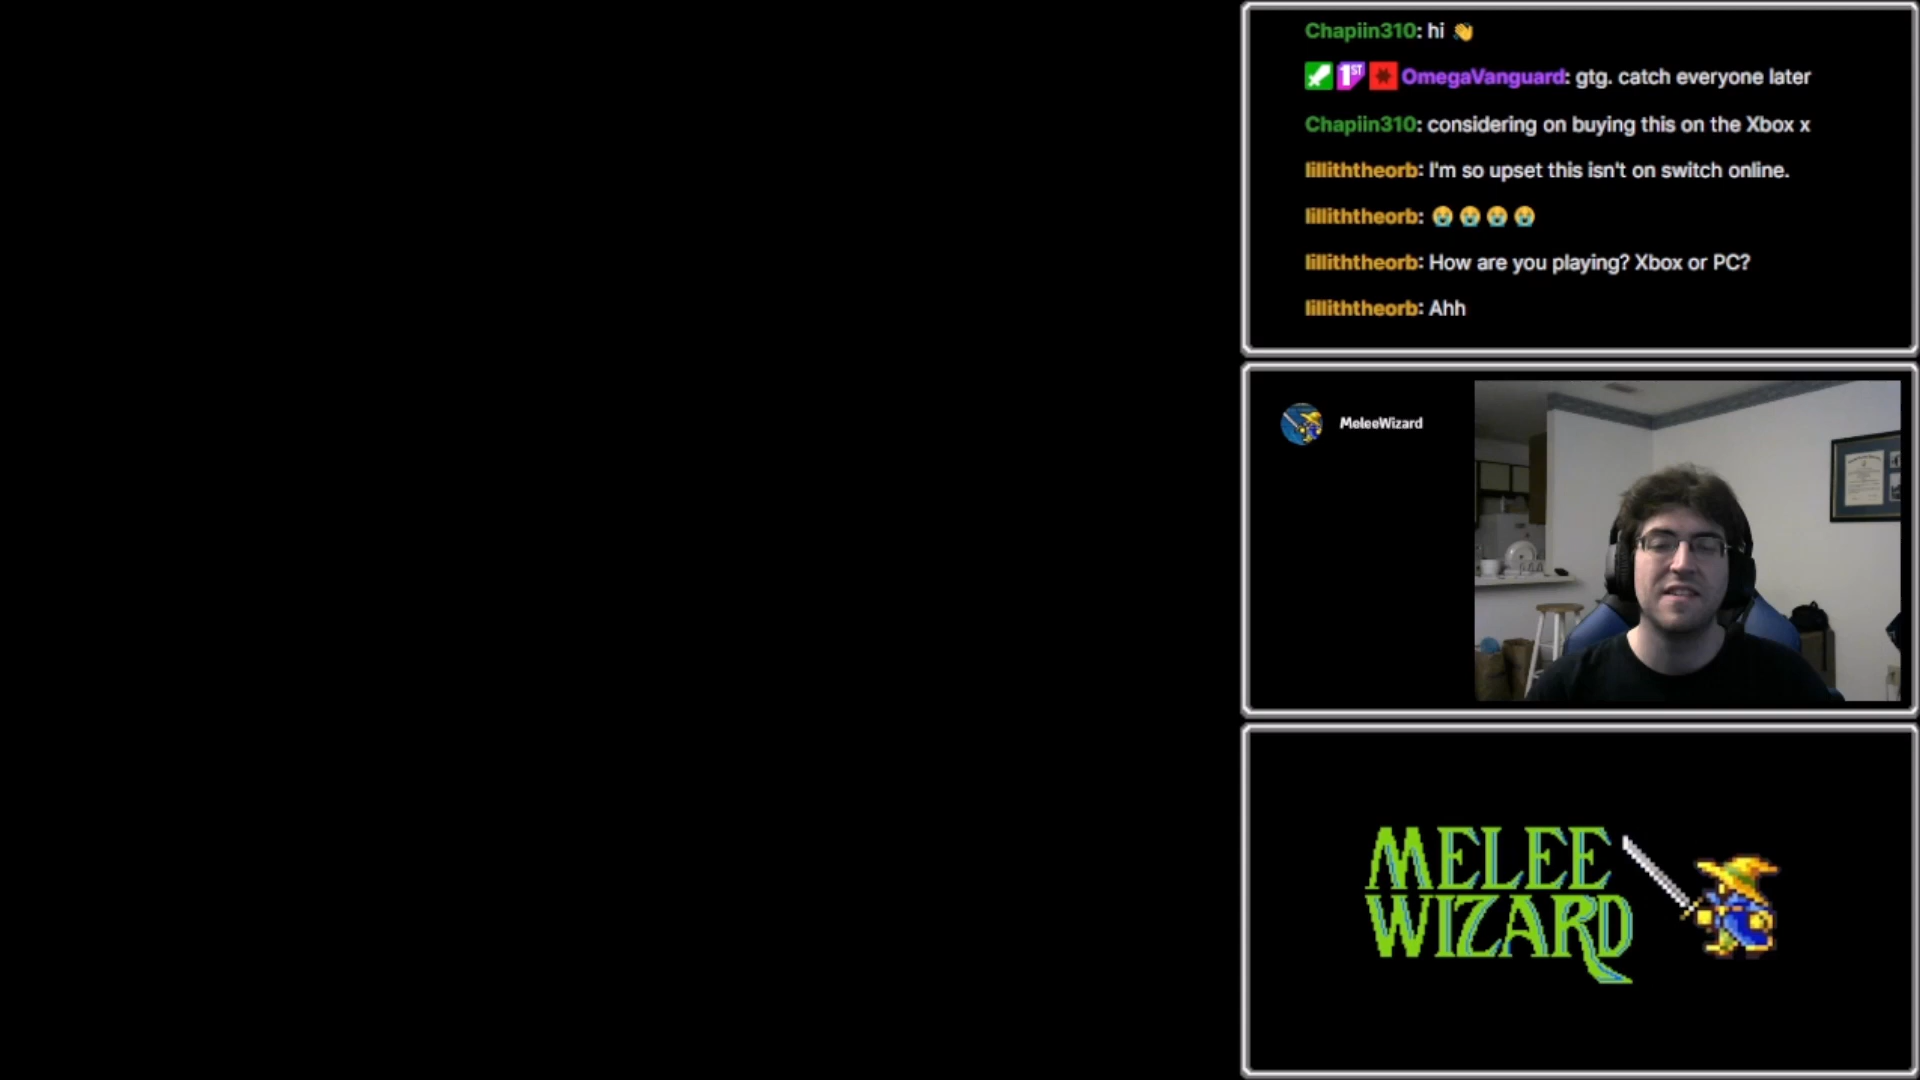 Chapiin310: hi 👋
1ST OmegaVanguard: gtg. catch everyone later
Chapiin310: considering on buying this on the Xbox x
lilliththeorb: I'm so upset this isn't on switch online.
lilliththeorb: 😭 😭 😭 😭
lilliththeorb: How are you playing? Xbox or PC?
lilliththeorb: Ahh
MeleeWizard
MELEE
WIZARD